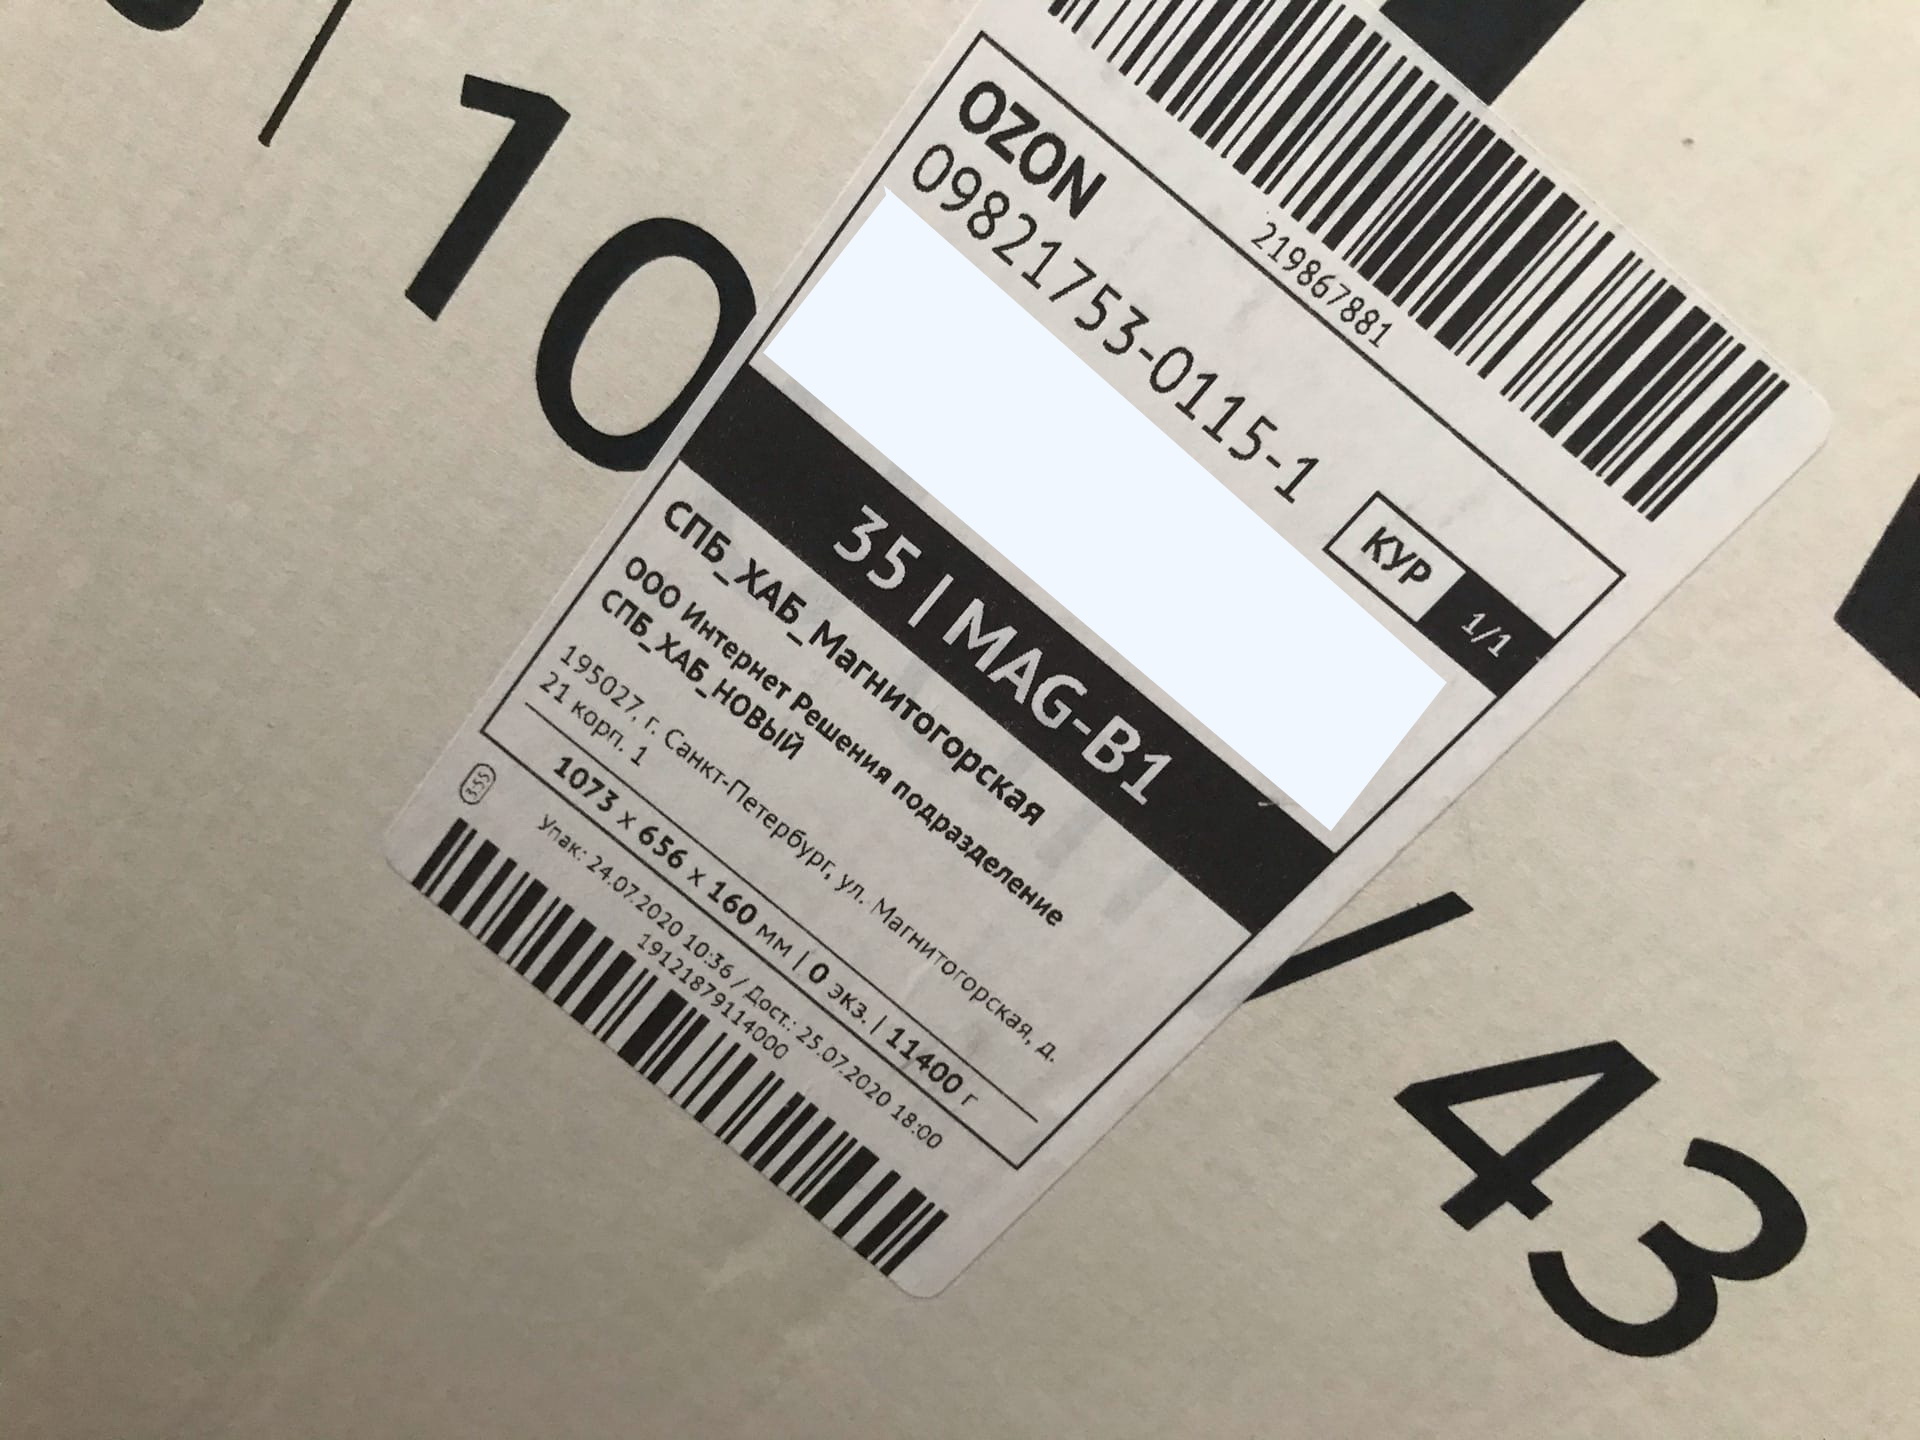 10
/ 43
219867881
OZON
09821753-0115-1
КУР
1/1
35 | MAG-B1
СПБ_ХАБ_Магнитогорская
ООО Интернет Решения подразделение
СПБ_ХАБ_НОВЫЙ
195027, г. Санкт-Петербург, ул. Магнитогорская, д.
21 корп. 1
1073 x 656 x 160 мм | 0 экз. | 11400 г
355
Упак: 24.07.2020 10:36 / Дост.: 25.07.2020 18:00
19121879114000